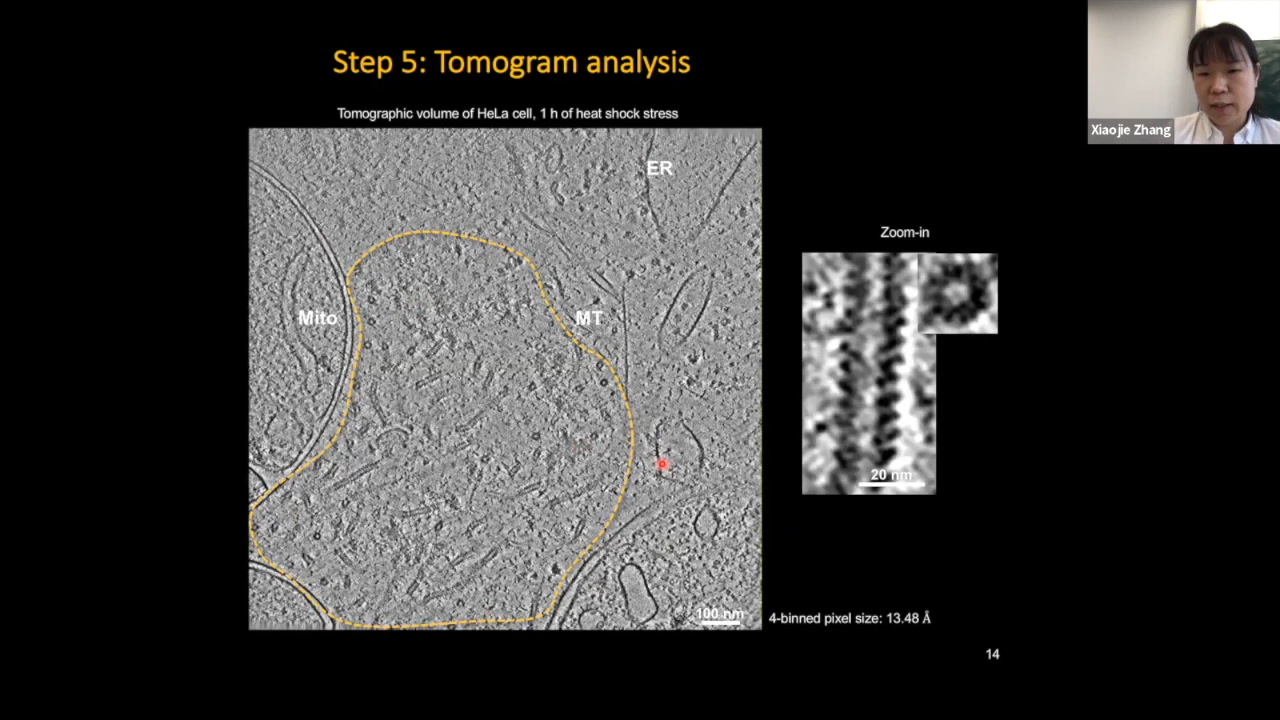 Step 5: Tomogram analysis
Tomographic volume of HeLa cell, 1 h of heat shock stress
ER
Mito
MT
100 nm
Zoom-in
20 nm
4-binned pixel size: 13.48 Å
14
Xiaojie Zhang